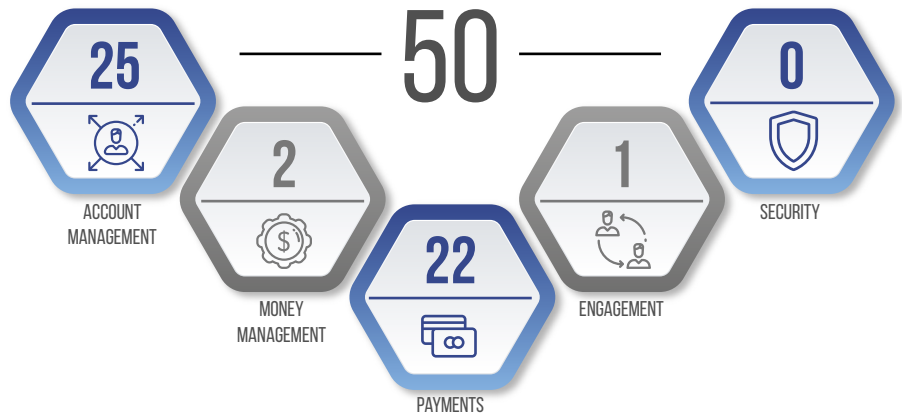 50
25
ACCOUNT
MANAGEMENT
2
$
MONEY
MANAGEMENT
22
PAYMENTS
1
ENGAGEMENT
0
SECURITY